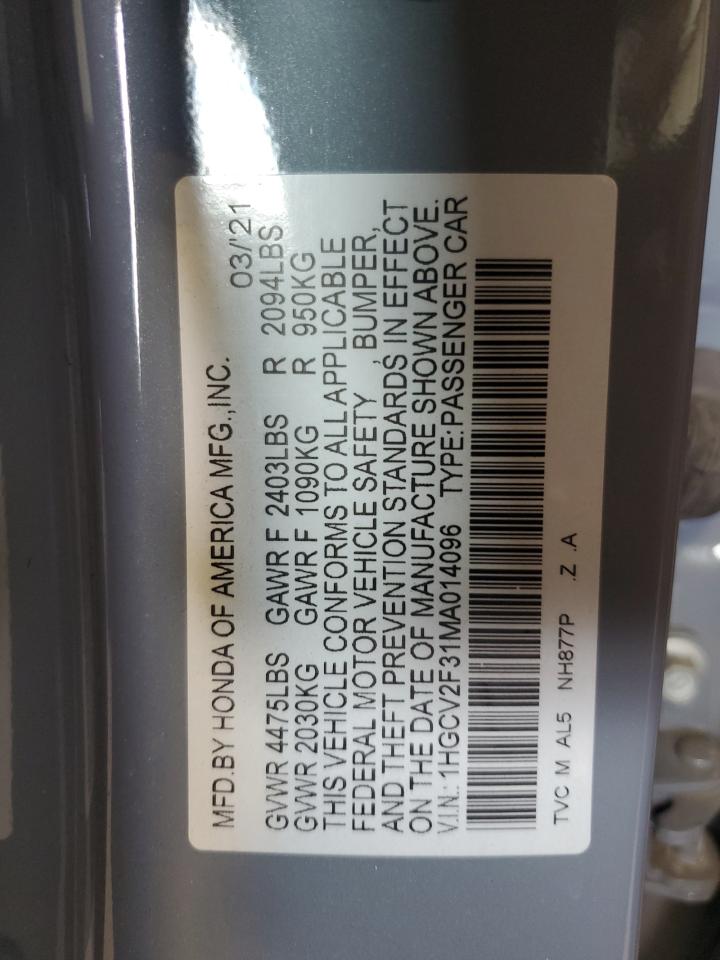 MFD.BY HONDA OF AMERICA MFG.,INC. 03/'21
GVWR 4475LBS GAWR F 2403LBS R 2094LBS
GVWR 2030KG GAWR F 1090KG R 950KG
THIS VEHICLE CONFORMS TO ALL APPLICABLE
FEDERAL MOTOR VEHICLE SAFETY, BUMPER,
AND THEFT PREVENTION STANDARDS IN EFFECT
ON THE DATE OF MANUFACTURE SHOWN ABOVE.
V.I.N.: 1HGCV2F31MA014096 TYPE:PASSENGER CAR
TVC M AL5 NH877P .Z .A